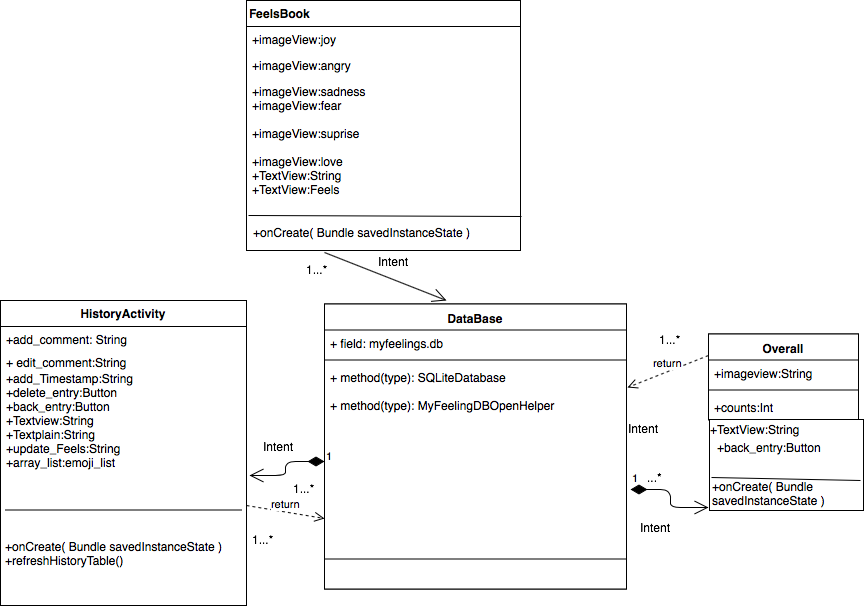 FeelsBook
+imageView:joy
+imageView:angry
+imageView:sadness
+imageView:fear
+imageView:suprise
+imageView:love
+TextView:String
+TextView:Feels
+onCreate( Bundle savedInstanceState )
1...*
Intent
HistoryActivity
+add_comment: String
+ edit_comment:String
+add_Timestamp:String
+delete_entry:Button
+back_entry:Button
+Textview:String
+Textplain:String
+update_Feels:String
+array_list:emoji_list
+onCreate( Bundle savedInstanceState )
+refreshHistoryTable()
Intent
1
1...*
return
1...*
DataBase
+ field: myfeelings.db
+ method(type): SQLiteDatabase
+ method(type): MyFeelingDBOpenHelper
1...*
return
Intent
1 ...*
Intent
Overall
+imageview:String
+counts:Int
+TextView:String
+back_entry:Button
+onCreate( Bundle
savedInstanceState )